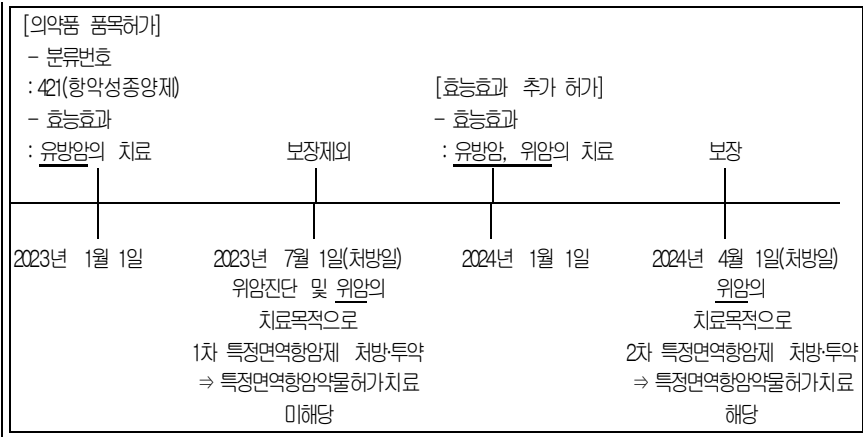 [의약품 품목허가]
- 분류번호
: 421(항악성종양제)
- 효능효과
: 유방암의 치료
보장제외
[효능효과 추가 허가]
- 효능효과
: 유방암, 위암의 치료
보장
2023년 1월 1일
2023년 7월 1일(처방일)
위암진단 및 위암의
치료목적으로
1차 특정면역항암제 처방·투약
⇒ 특정면역항암약물허가치료
미해당
2024년 1월 1일
2024년 4월 1일(처방일)
위암의
치료목적으로
2차 특정면역항암제 처방·투약
⇒ 특정면역항암약물허가치료
해당